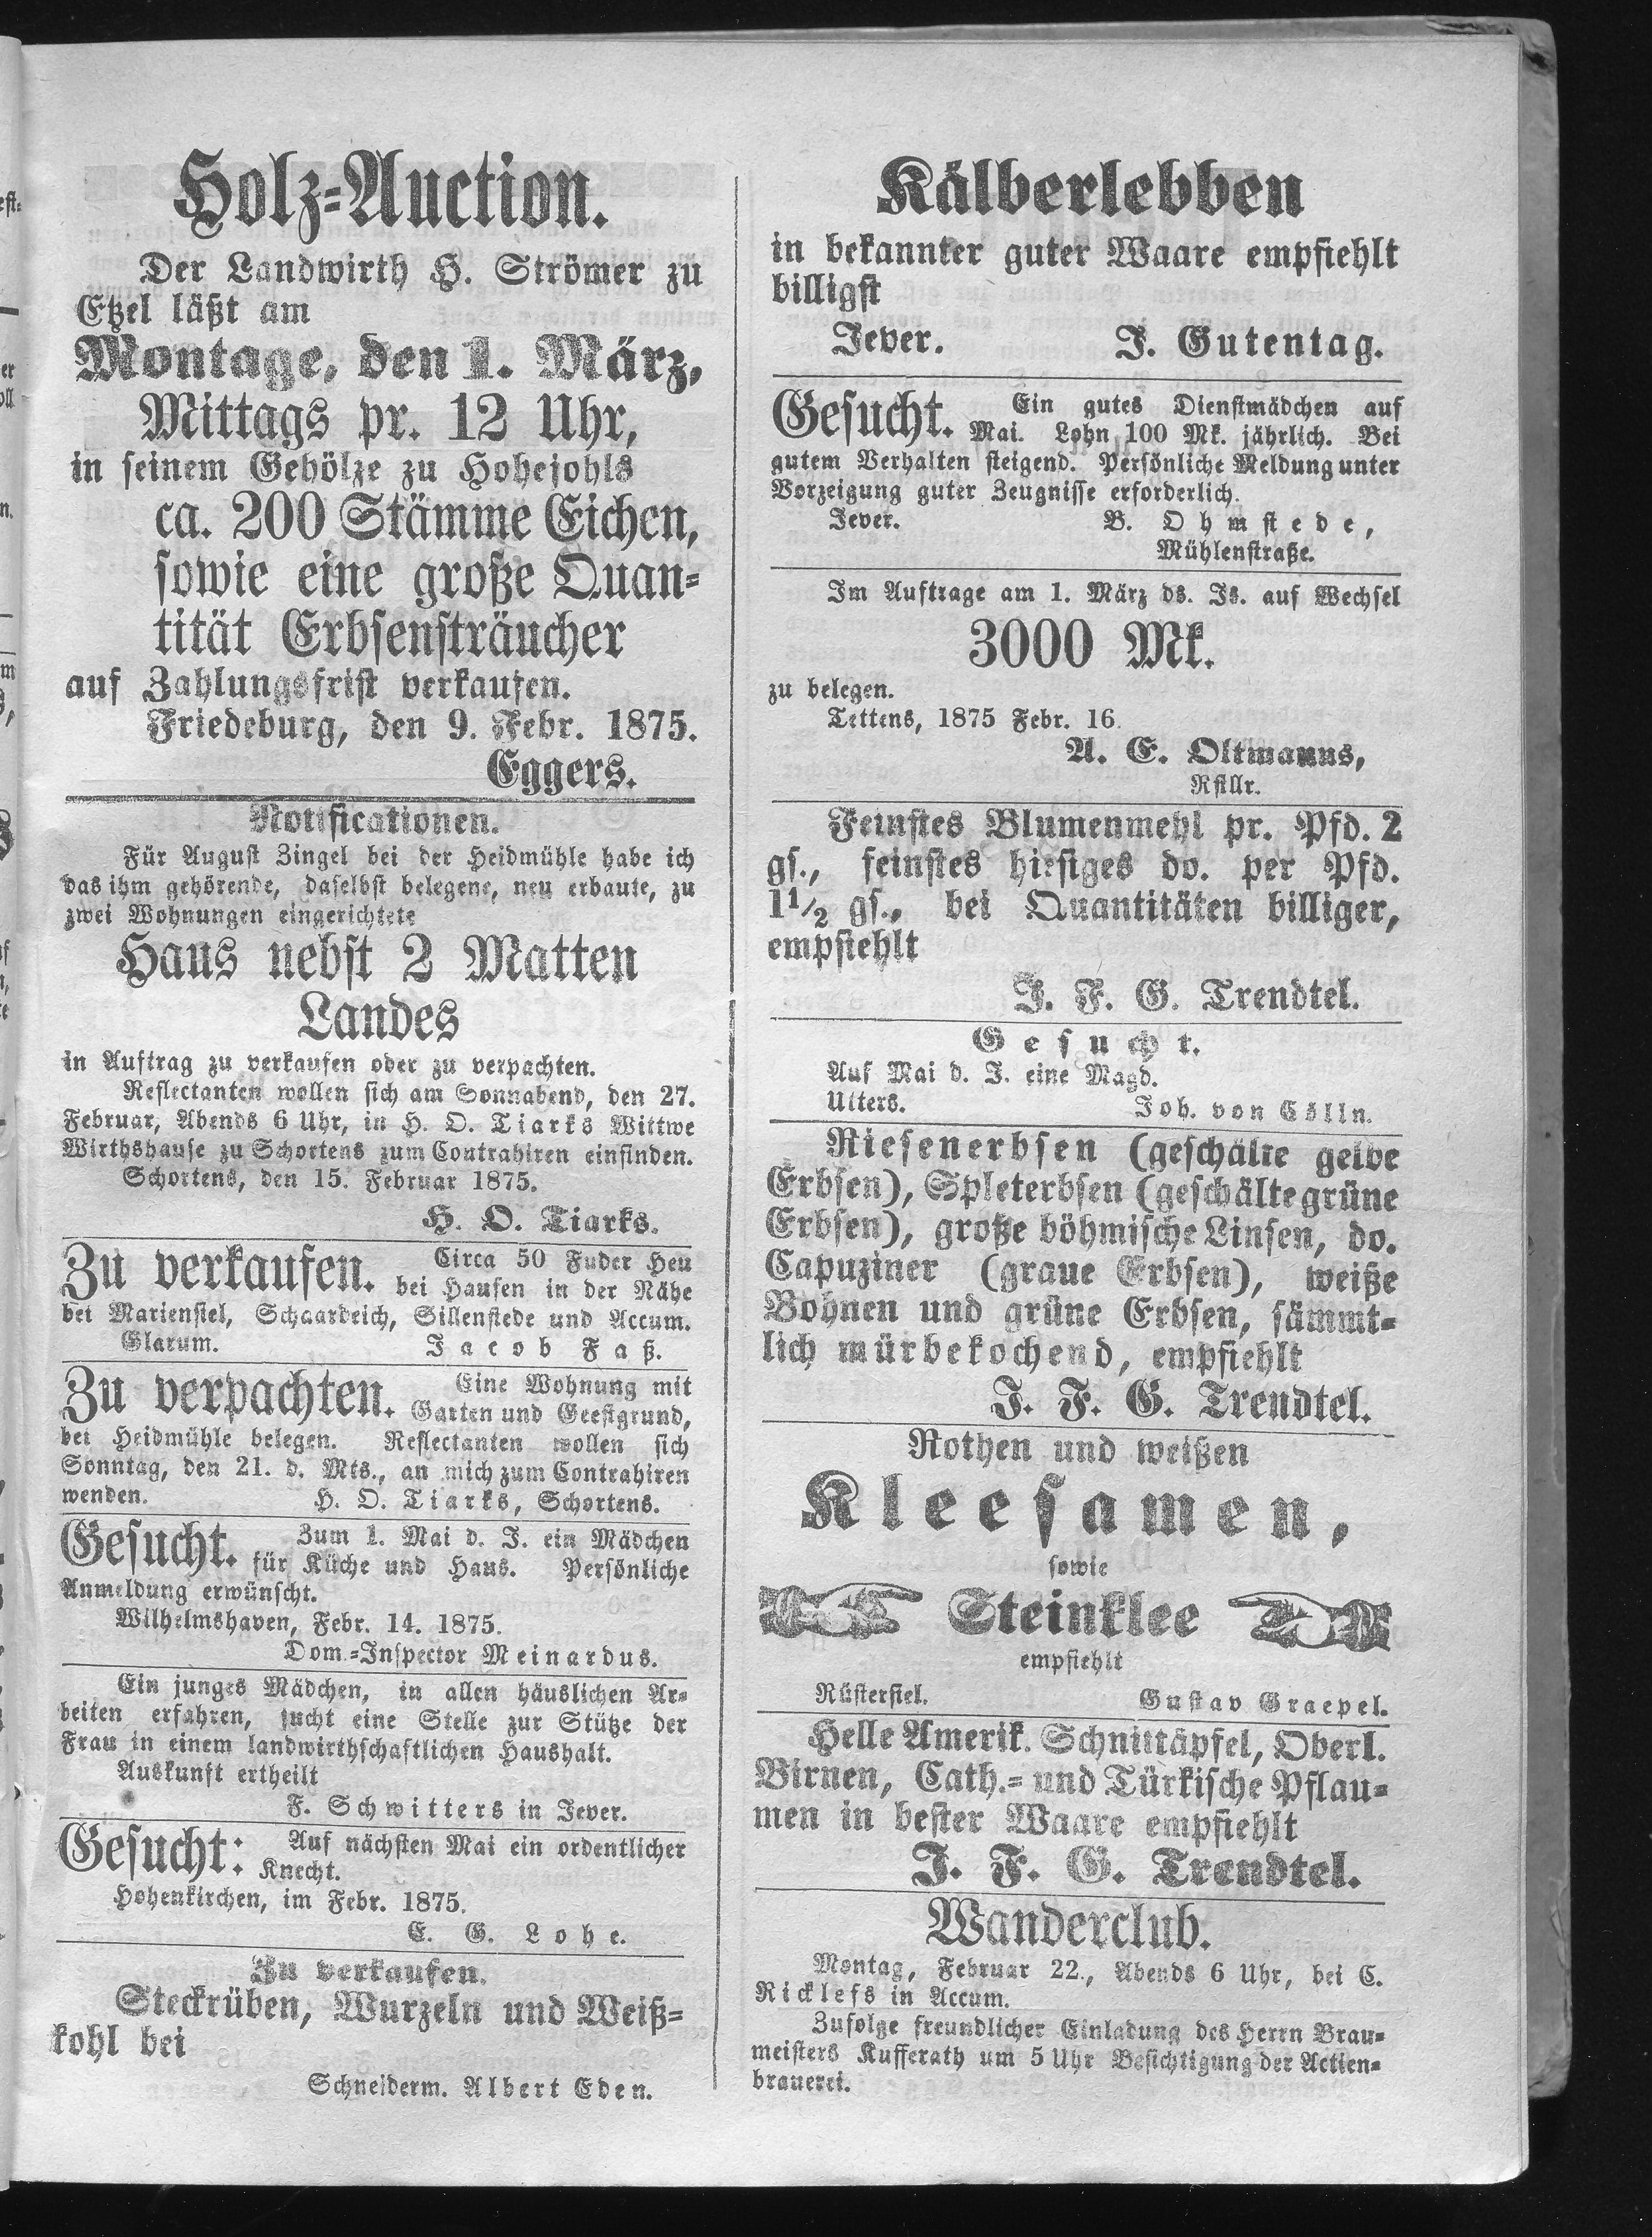 Holz-Auction.
Der Landwirth H. Strömer zu
Etzel läßt am
Montage, den 1. März,
Mittags pr. 12 Uhr,
in seinem Gehölze zu Hohejohls
ca. 200 Stämme Eichen,
sowie eine große Quan-
tität Erbsensträucher
auf Zahlungsfrist verkaufen.
Friedeburg, den 9. Febr. 1875.
Eggers.
Notificationen.
Für August Zingel bei der Heidmühle habe ich
das ihm gehörende, daselbst belegene, neu erbaute, zu
zwei Wohnungen eingerichtete
Haus nebst 2 Matten
Landes
in Auftrag zu verkaufen oder zu verpachten.
Reflectanten wollen sich am Sonnabend, den 27.
Februar, Abends 6 Uhr, in H. O. Tiarks Wittwe
Wirthshause zu Schortens zum Contrahiren einfinden.
Schortens, den 15. Februar 1875.
H. O. Tiarks.
Zu verkaufen. Circa 50 Fuder Heu
bei Haufen in der Nähe
bei Mariensiel, Schaardeich, Sillenstede und Accum.
Glarum. Jacob Faß.
Zu verpachten. Eine Wohnung mit
Garten und Geestgrund,
bei Heidmühle belegen. Reflectanten wollen sich
Sonntag, den 21. d. Mts., an mich zum Contrahiren
wenden. H. O. Tiarks, Schortens.
Gesucht. Zum 1. Mai d. J. ein Mädchen
für Küche und Haus. Persönliche
Anmeldung erwünscht.
Wilhelmshaven, Febr. 14. 1875.
Dom.-Inspector Meinardus.
Ein junges Mädchen, in allen häuslichen Ar-
beiten erfahren, sucht eine Stelle zur Stütze der
Frau in einem landwirthschaftlichen Haushalt.
Auskunft ertheilt
F. Schwitters in Jever.
Gesucht: Auf nächsten Mai ein ordentlicher
Knecht.
Hohenkirchen, im Febr. 1875.
E. G. Lohe.
Zu verkaufen.
Steckrüben, Wurzeln und Weiß-
kohl bei
Schneiderm. Albert Eden.
Kälberlebben
in bekannter guter Waare empfiehlt
billigst
Jever. J. Gutentag.
Gesucht. Ein gutes Dienstmädchen auf
Mai. Lohn 100 Mk. jährlich. Bei
gutem Verhalten steigend. Persönliche Meldung unter
Vorzeigung guter Zeugnisse erforderlich.
Jever. B. Ohmstede,
Mühlenstraße.
Im Auftrage am 1. März ds. Js. auf Wechsel
3000 Mk.
zu belegen.
Tettens, 1875 Febr. 16.
A. E. Oltmanns,
Rstllr.
Feinstes Blumenmehl pr. Pfd. 2
gs., feinstes hiesiges do. per Pfd.
1½ gs., bei Quantitäten billiger,
empfiehlt
J. F. G. Trendtel.
Gesucht.
Auf Mai d. J. eine Magd.
Utters. Joh. von Cölln.
Riesenerbsen (geschälte gelbe
Erbsen), Spleterbsen (geschälte grüne
Erbsen), große böhmische Linsen, do.
Capuziner (graue Erbsen), weiße
Bohnen und grüne Erbsen, sämmt-
lich mürbekochend, empfiehlt
J. F. G. Trendtel.
Rothen und weißen
Kleesamen,
sowie
Steinklee
empfiehlt
Rüstersiel. Gustav Graepel.
Helle Amerik. Schnittäpfel, Oberl.
Birnen, Cath.- und Türkische Pflau-
men in bester Waare empfiehlt
J. F. G. Trendtel.
Wanderclub.
Montag, Februar 22., Abends 6 Uhr, bei C.
Ricklefs in Accum.
Zufolge freundlicher Einladung des Herrn Brau-
meisters Kufferath um 5 Uhr Besichtigung der Actien-
brauerei.